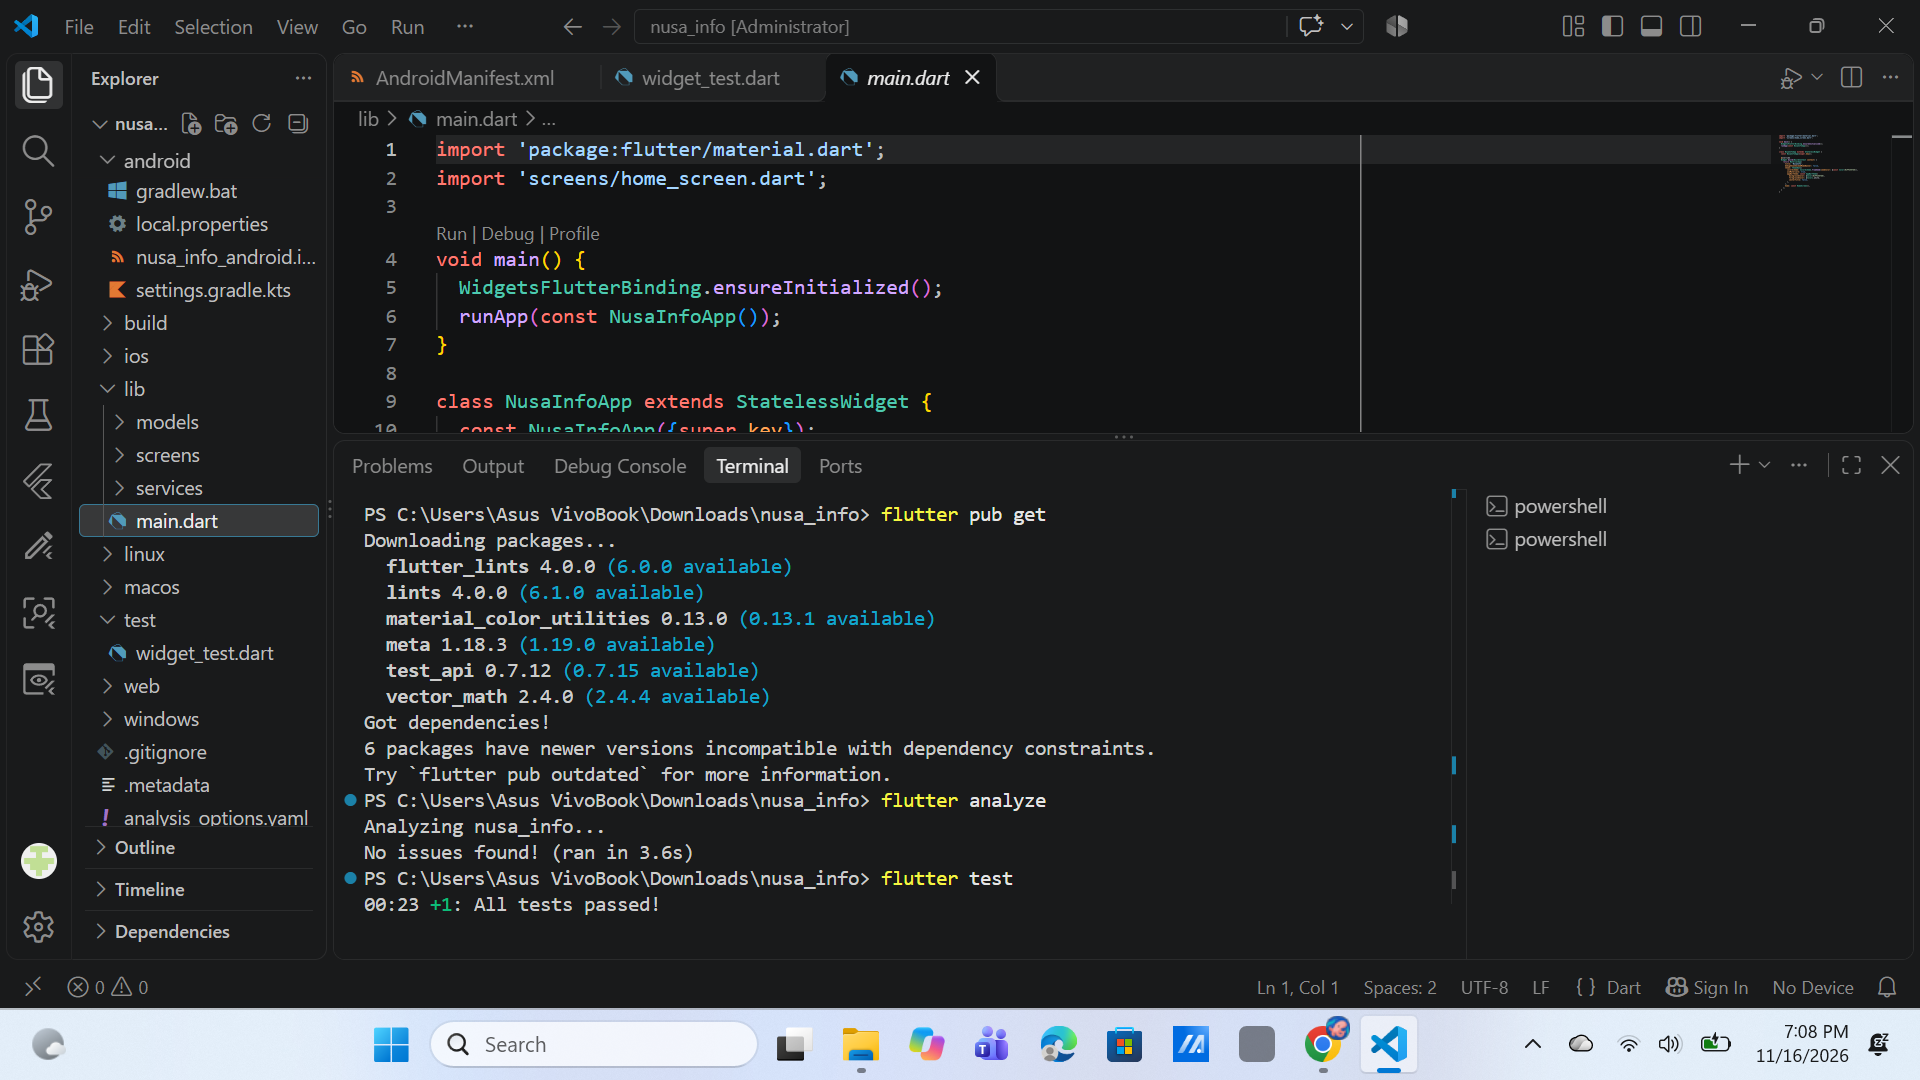 File Edit Selection View Go Run ...
nusa_info [Administrator]
Explorer
nusa...
android
gradlew.bat
local.properties
nusa_info_android.i...
settings.gradle.kts
build
ios
lib
models
screens
services
main.dart
linux
macos
test
widget_test.dart
web
windows
.gitignore
.metadata
analysis_options.yaml
Outline
Timeline
Dependencies
AndroidManifest.xml widget_test.dart main.dart
lib > main.dart > ...
1 import 'package:flutter/material.dart';
2 import 'screens/home_screen.dart';
3
Run | Debug | Profile
4 void main() {
5 WidgetsFlutterBinding.ensureInitialized();
6 runApp(const NusaInfoApp());
7 }
8
9 class NusaInfoApp extends StatelessWidget {
10 const NusaInfoApp({super.key});
Problems Output Debug Console Terminal Ports
PS C:\Users\Asus VivoBook\Downloads\nusa_info> flutter pub get
Downloading packages...
flutter_lints 4.0.0 (6.0.0 available)
lints 4.0.0 (6.1.0 available)
material_color_utilities 0.13.0 (0.13.1 available)
meta 1.18.3 (1.19.0 available)
test_api 0.7.12 (0.7.15 available)
vector_math 2.4.0 (2.4.4 available)
Got dependencies!
6 packages have newer versions incompatible with dependency constraints.
Try `flutter pub outdated` for more information.
PS C:\Users\Asus VivoBook\Downloads\nusa_info> flutter analyze
Analyzing nusa_info...
No issues found! (ran in 3.6s)
PS C:\Users\Asus VivoBook\Downloads\nusa_info> flutter test
00:23 +1: All tests passed!
powershell
powershell
0 0
Ln 1, Col 1 Spaces: 2 UTF-8 LF { } Dart Sign In No Device
Search
7:08 PM
11/16/2026